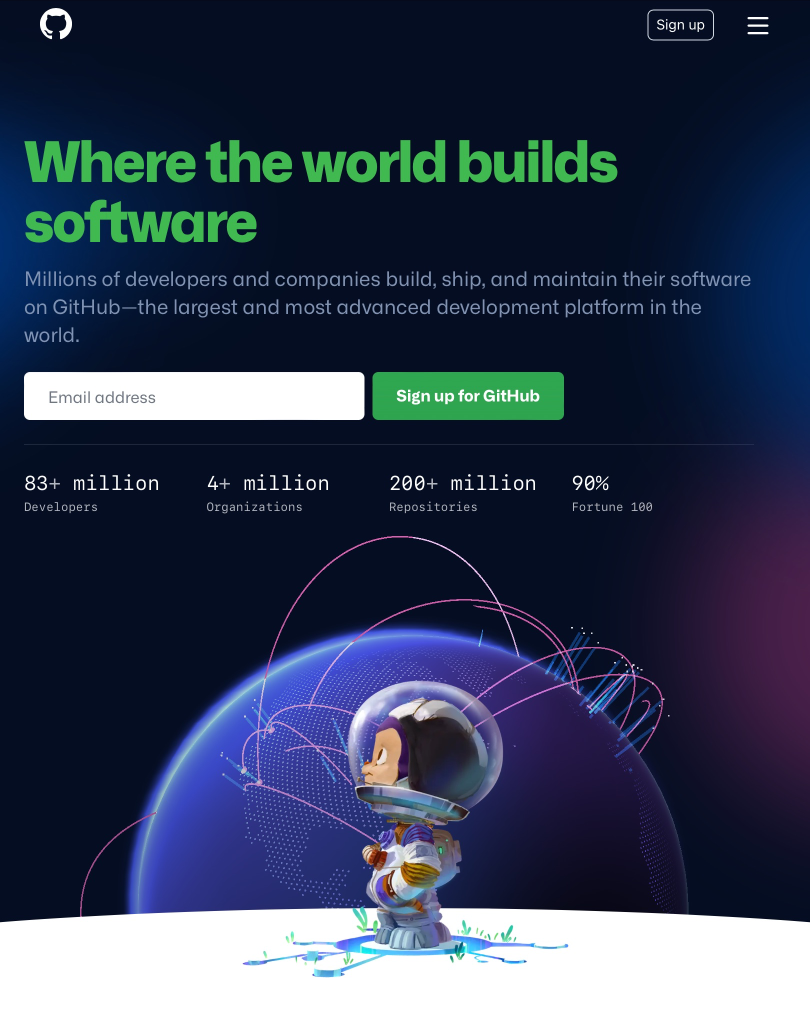 Sign up
Where the world builds
software
Millions of developers and companies build, ship, and maintain their software
on GitHub—the largest and most advanced development platform in the
world.
Email address
Sign up for GitHub
83+ million
Developers
4+ million
Organizations
200+ million
Repositories
90%
Fortune 100